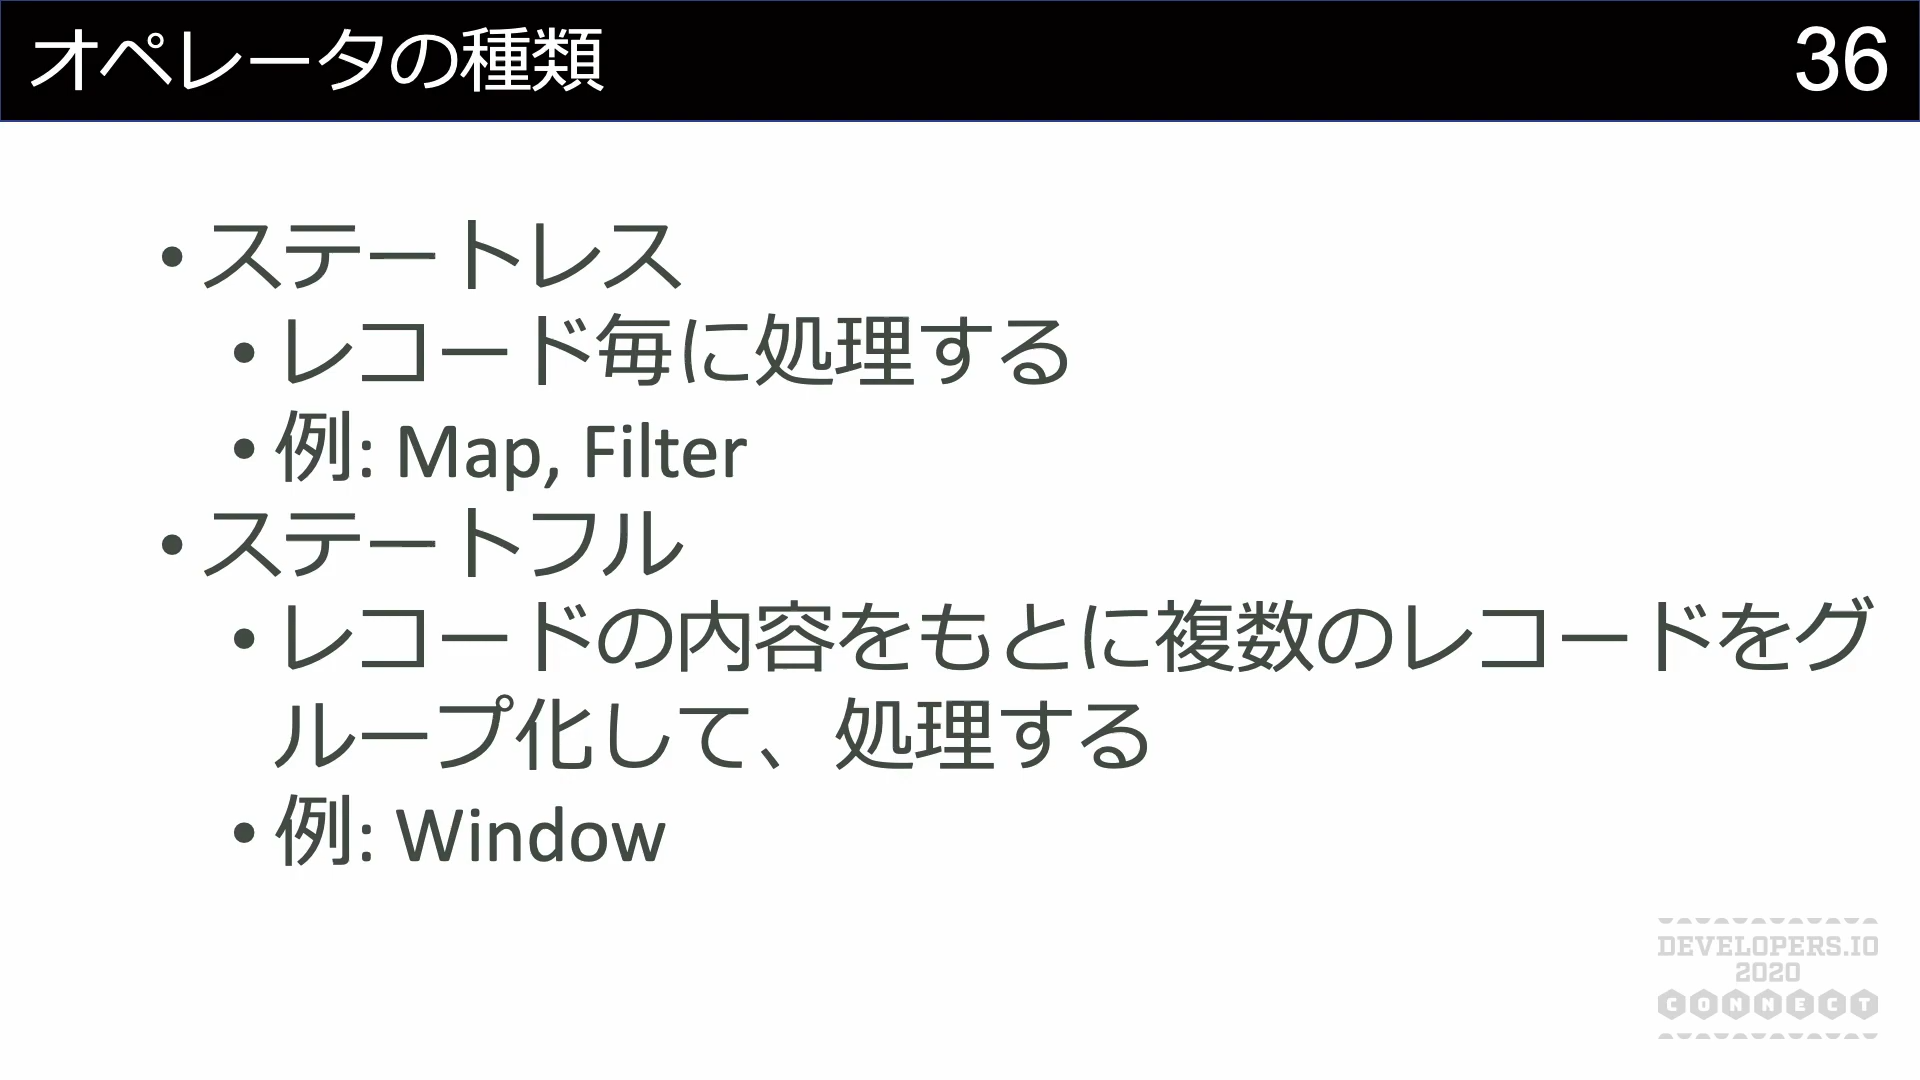 オペレータの種類
36
• ステートレス
• レコード毎に処理する
• 例: Map, Filter
• ステートフル
• レコードの内容をもとに複数のレコードをグ
ループ化して、処理する
• 例: Window
DEVELOPERS.IO
2020
CONNECT